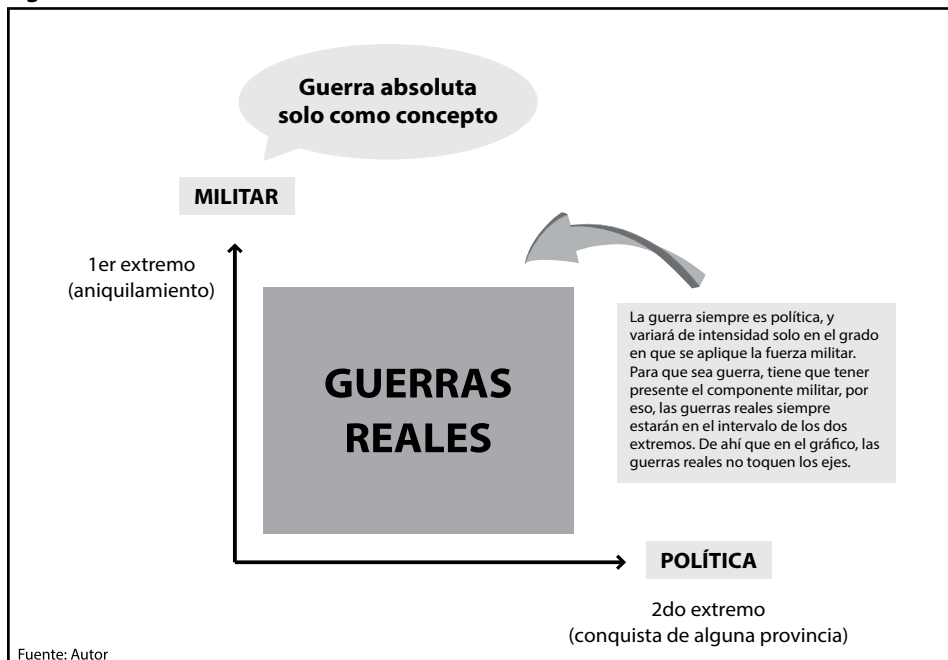 Guerra absoluta
solo como concepto
MILITAR
1er extremo
(aniquilamiento)
GUERRAS
REALES
La guerra siempre es política, y
variará de intensidad solo en el grado
en que se aplique la fuerza militar.
Para que sea guerra, tiene que tener
presente el componente militar, por
eso, las guerras reales siempre
estarán en el intervalo de los dos
extremos. De ahí que en el gráfico, las
guerras reales no toquen los ejes.
POLÍTICA
2do extremo
(conquista de alguna provincia)
Fuente: Autor